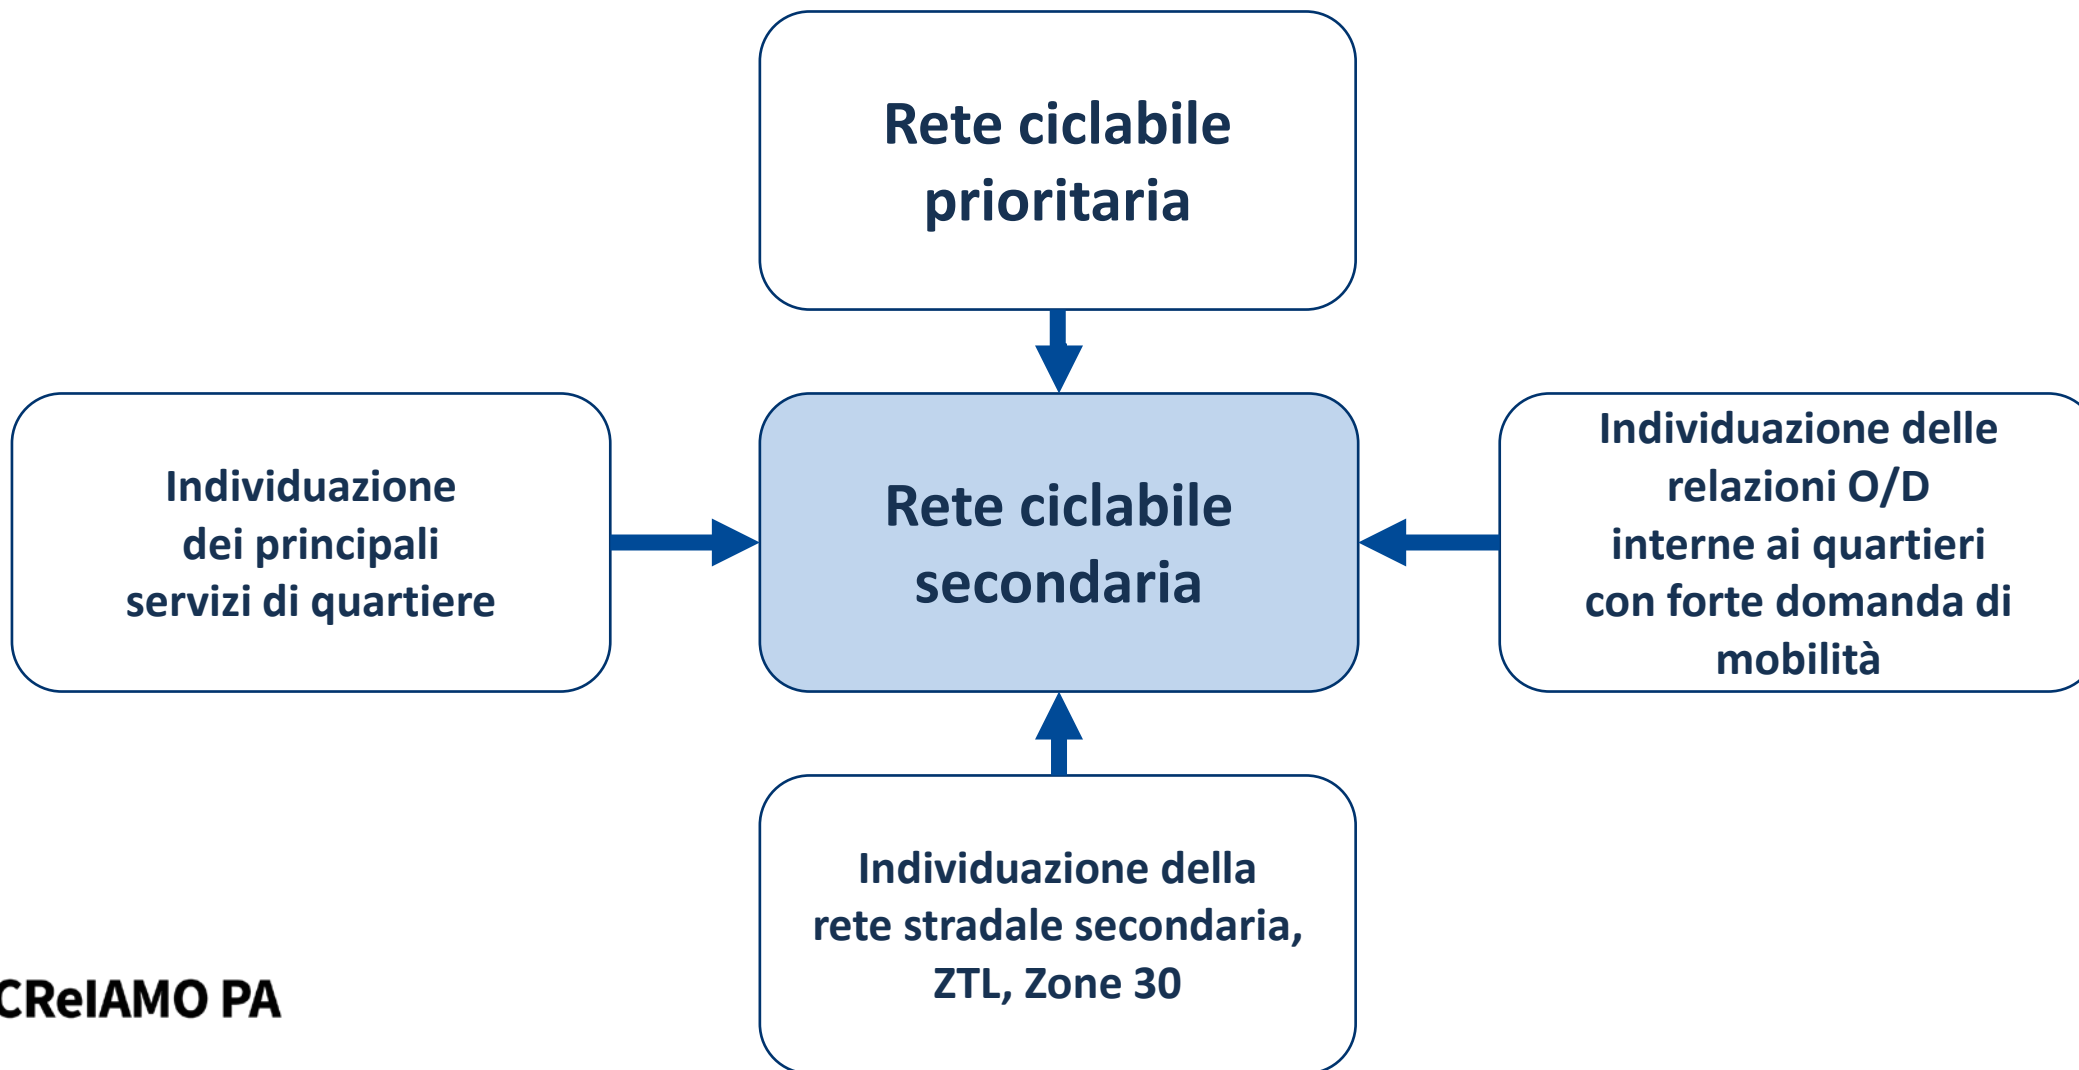 Rete ciclabile
prioritaria
Individuazione
dei principali
servizi di quartiere
Rete ciclabile
secondaria
Individuazione delle
relazioni O/D
interne ai quartieri
con forte domanda di
mobilità
Individuazione della
rete stradale secondaria,
ZTL, Zone 30
CReIAMO PA